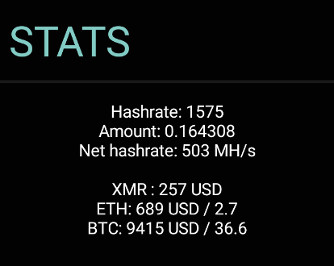 STATS
Hashrate: 1575
Amount: 0.164308
Net hashrate: 503 MH/s
XMR : 257 USD
ETH: 689 USD / 2.7
BTC: 9415 USD / 36.6